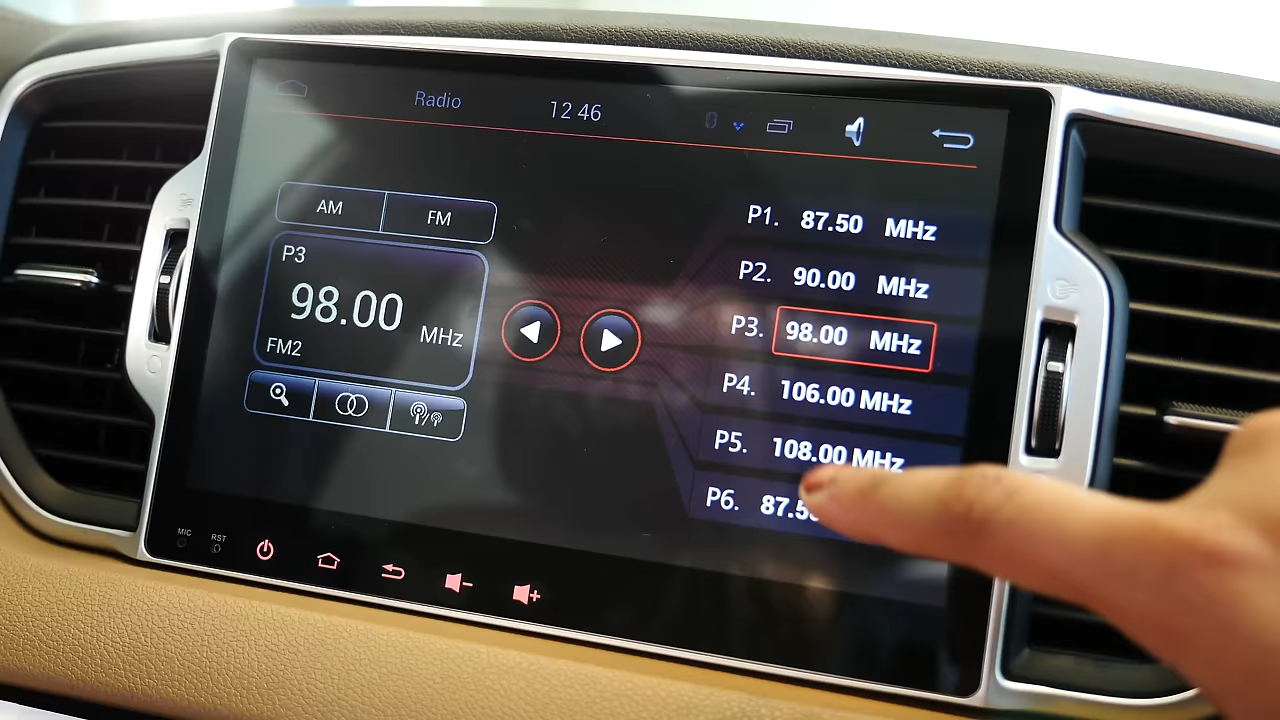 Radio 12 46
AM FM
P3
98.00 MHz
FM2
P1. 87.50 MHz
P2. 90.00 MHz
P3. 98.00 MHz
P4. 106.00 MHz
P5. 108.00 MHz
P6.
MIC RST